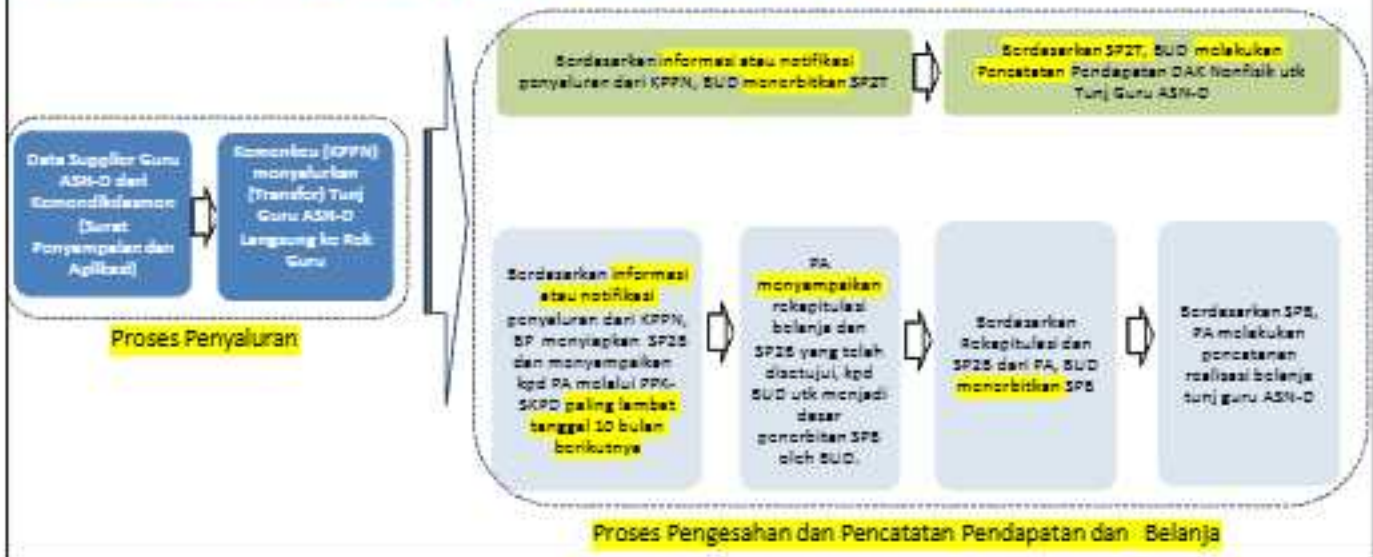 Data Supplier Guru
ASN-D dari
Kemendikdasmen
(Surat
Penyampaian dan
Aplikasi)
Kemenkeu (KPPN)
menyalurkan
(Transfer) Tunj
Guru ASN-D
Langsung ke Rek
Guru
Proses Penyaluran
Berdasarkan informasi atau notifikasi
penyaluran dari KPPN, BUD menerbitkan SP2T
Berdasarkan SP2T, BUD melakukan
Pencatatan Pendapatan DAK Nonfisik utk
Tunj Guru ASN-D
Berdasarkan informasi
atau notifikasi
penyaluran dari KPPN,
BP menyiapkan SP2B
dan menyampaikan
kpd PA melalui PPK-
SKPD paling lambat
tanggal 10 bulan
berikutnya
PA
menyampaikan
rekapitulasi
belanja dan
SP2B yang telah
disetujui, kpd
BUD utk menjadi
dasar
penerbitan SPB
oleh BUD.
Berdasarkan
Rekapitulasi dan
SP2B dari PA, BUD
menerbitkan SPB
Berdasarkan SPB,
PA melakukan
pencatatan
realisasi belanja
tunj guru ASN-D
Proses Pengesahan dan Pencatatan Pendapatan dan Belanja